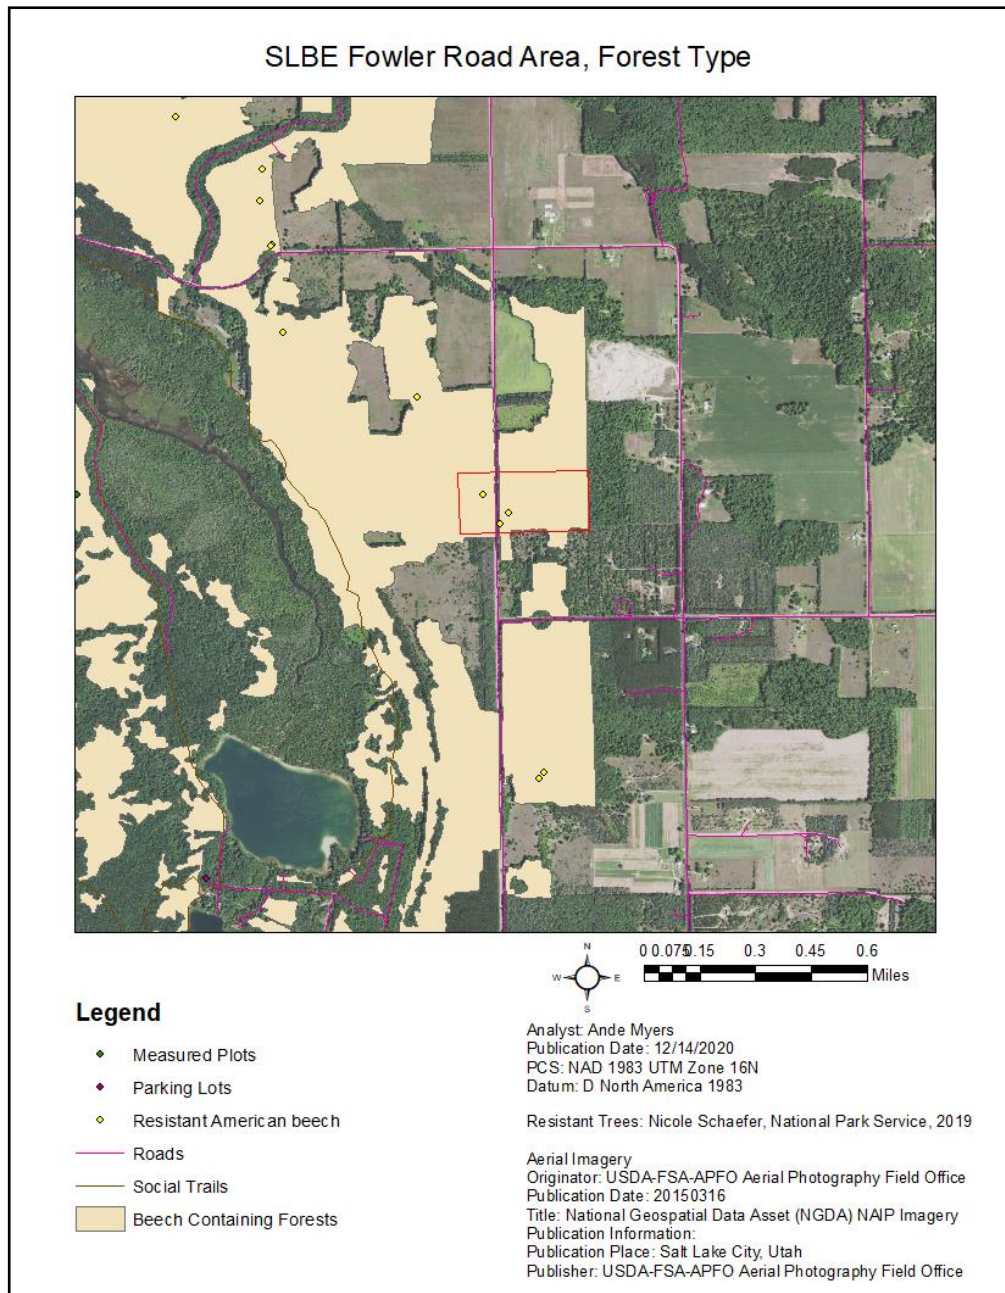 SLBE Fowler Road Area, Forest Type
N
W
E
S
0 0.075 0.15 0.3 0.45 0.6
Miles
Legend
Measured Plots
Parking Lots
Resistant American beech
Roads
Social Trails
Beech Containing Forests
Analyst: Ande Myers
Publication Date: 12/14/2020
PCS: NAD 1983 UTM Zone 16N
Datum: D North America 1983
Resistant Trees: Nicole Schaefer, National Park Service, 2019
Aerial Imagery
Originator: USDA-FSA-APFO Aerial Photography Field Office
Publication Date: 20150316
Title: National Geospatial Data Asset (NGDA) NAIP Imagery
Publication Information:
Publication Place: Salt Lake City, Utah
Publisher: USDA-FSA-APFO Aerial Photography Field Office